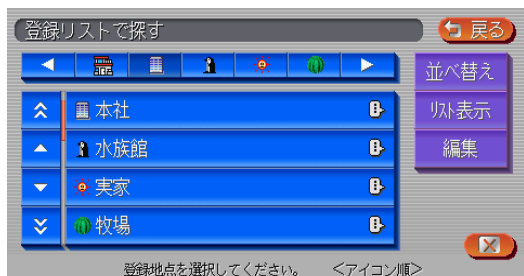 登録リストで探す
戻る
並べ替え
本社
リスト表示
水族館
編集
実家
牧場
登録地点を選択してください。 <アイコン順>